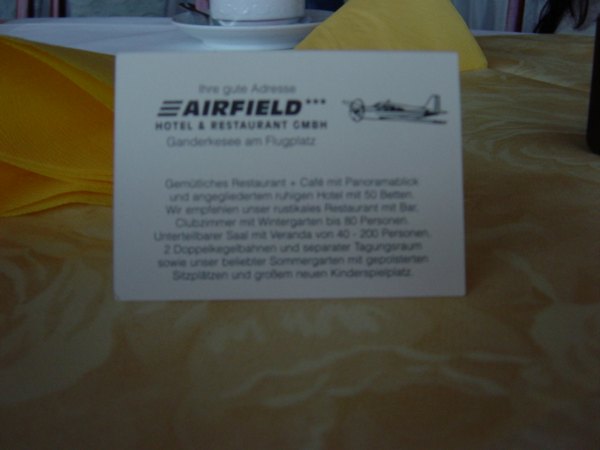 Ihre gute Adresse
AIRFIELD ***
HOTEL & RESTAURANT GMBH
Ganderkesee am Flugplatz
Gemütliches Restaurant + Café mit Panoramablick
und angegliedertem ruhigen Hotel mit 50 Betten.
Wir empfehlen unser rustikales Restaurant mit Bar,
Clubzimmer mit Wintergarten bis 80 Personen.
Unterteilbarer Saal mit Veranda von 40 - 200 Personen.
2 Doppelkegelbahnen und separater Tagungsraum
sowie unser beliebter Sommergarten mit gepolsterten
Sitzplätzen und großem neuen Kinderspielplatz